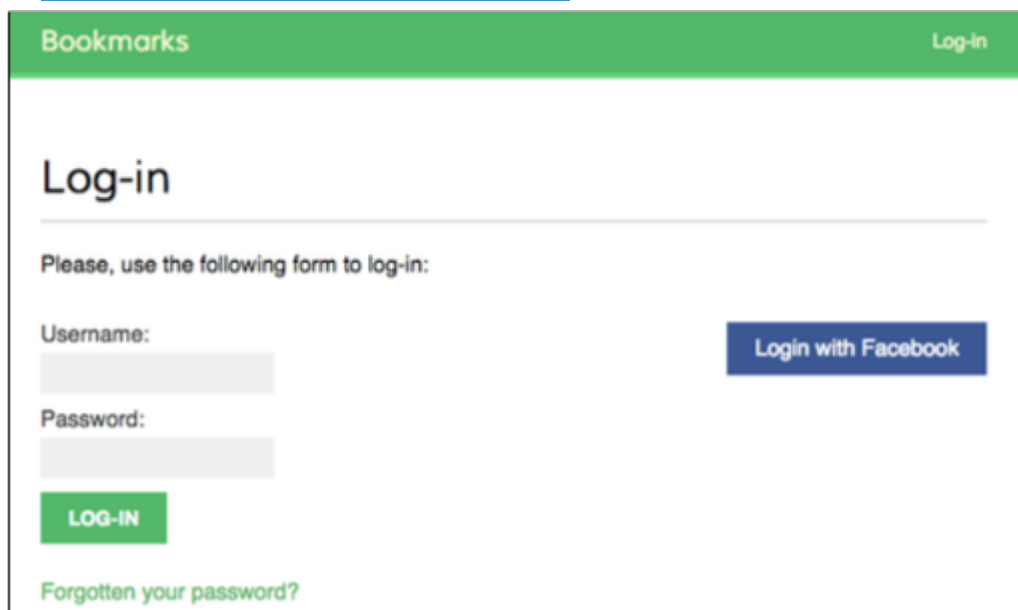 Bookmarks Log-in
Log-in
Please, use the following form to log-in:
Username:
Login with Facebook
Password:
LOG-IN
Forgotten your password?